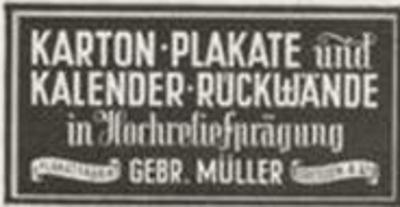 KARTON·PLAKATE und
KALENDER·RÜCKWÄNDE
in Hochreliefprägung
GEBR. MÜLLER